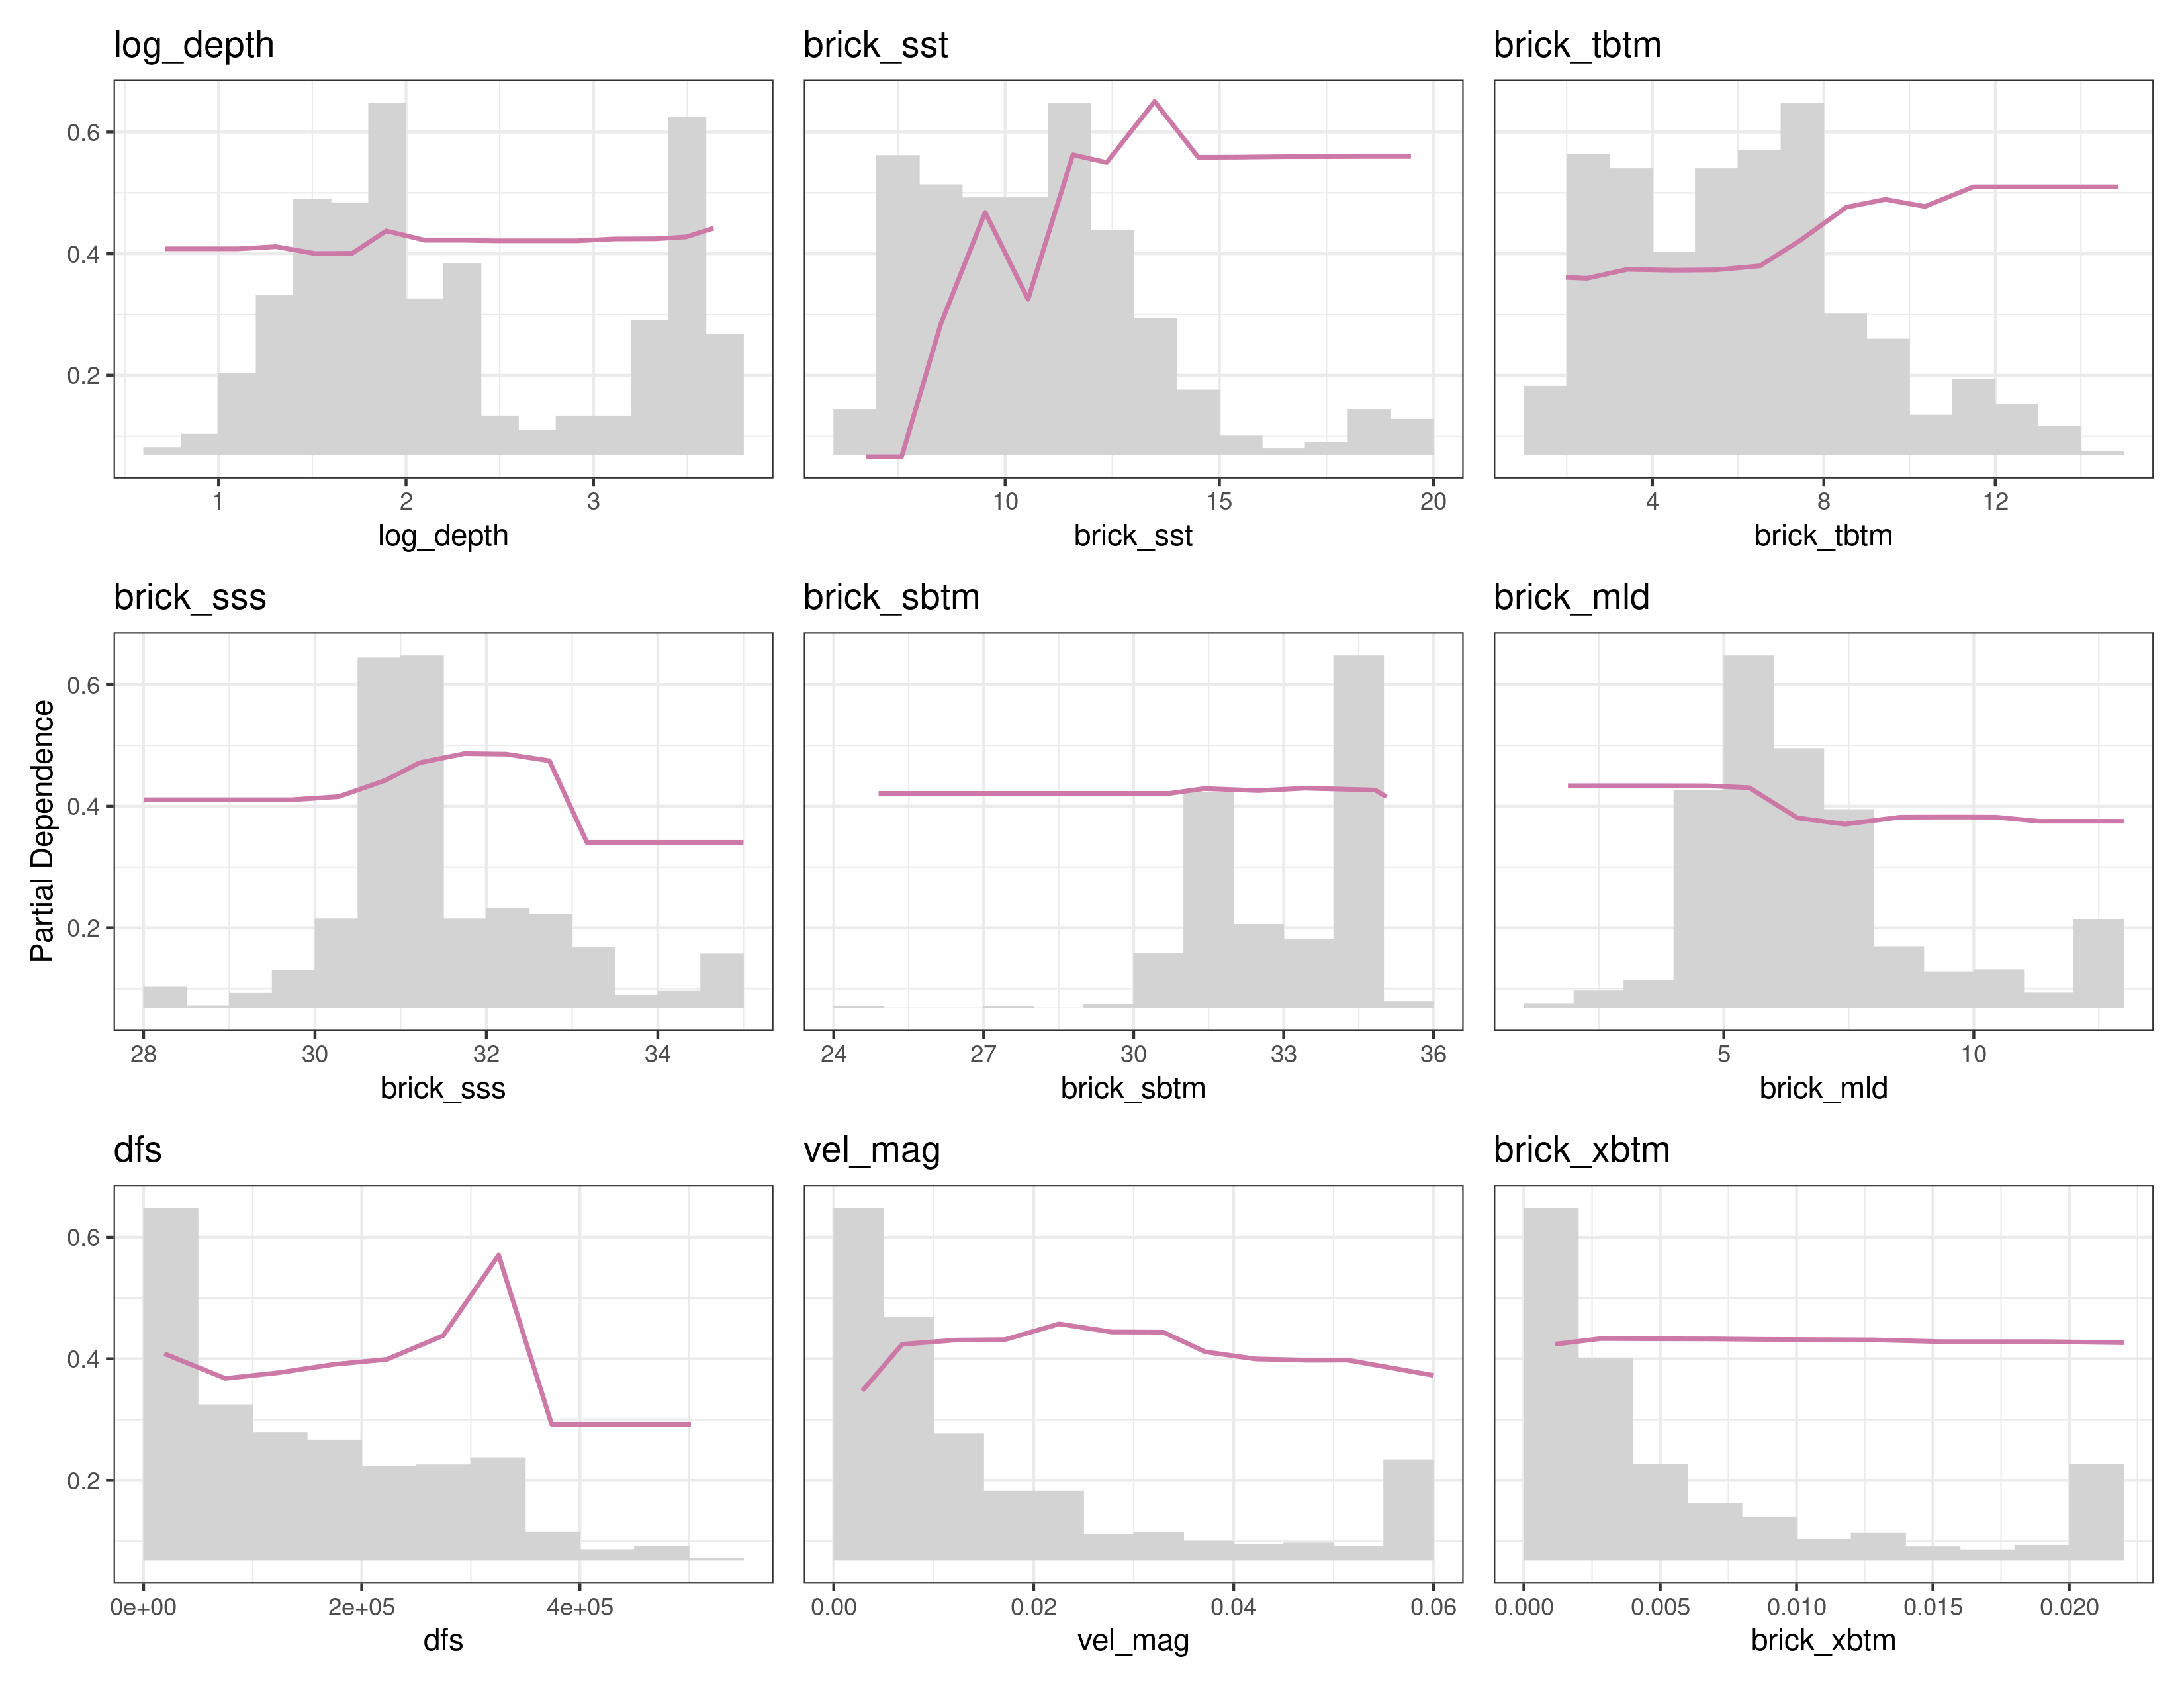 log_depth brick_sst brick_tbtm
0.6
0.4
0.2
1 2 3 10 15 20 4 8 12
log_depth brick_sst brick_tbtm
brick_sss brick_sbtm brick_mld
Partial Dependence
0.6
0.4
0.2
28 30 32 34 24 27 30 33 36 5 10
brick_sss brick_sbtm brick_mld
dfs vel_mag brick_xbtm
0.6
0.4
0.2
0e+00 2e+05 4e+05 0.00 0.02 0.04 0.06 0.000 0.005 0.010 0.015 0.020
dfs vel_mag brick_xbtm